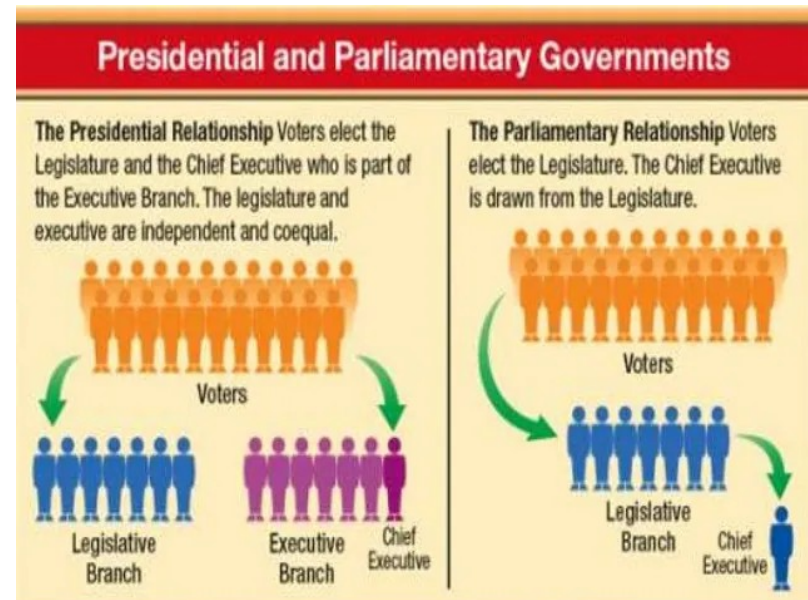 Presidential and Parliamentary Governments
The Presidential Relationship Voters elect the
Legislature and the Chief Executive who is part of
the Executive Branch. The legislature and
executive are independent and coequal.
Voters
Legislative
Branch
Executive
Branch
Chief
Executive
The Parliamentary Relationship Voters
elect the Legislature. The Chief Executive
is drawn from the Legislature.
Voters
Legislative
Branch
Chief
Executive